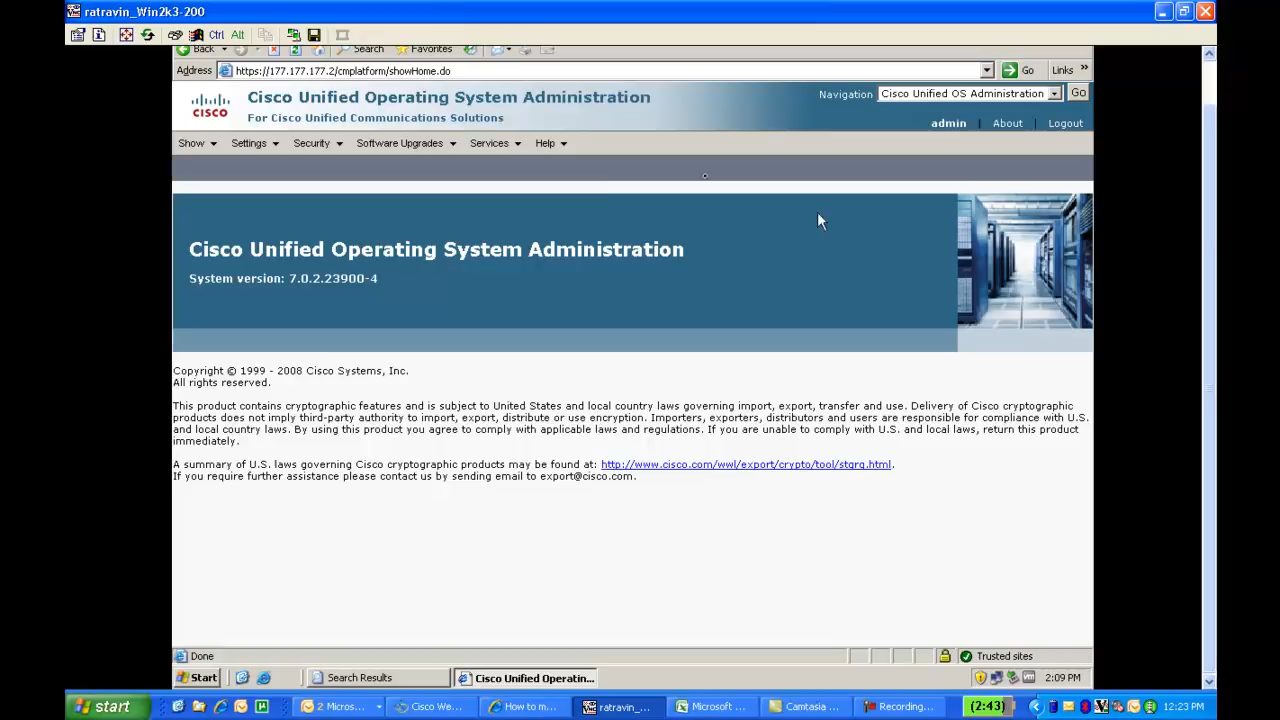 ratravin_Win2k3-200
Ctrl Alt
Back Search Favorites
Address https://177.177.177.2/cmplatform/showHome.do Go Links »
CISCO
Cisco Unified Operating System Administration
For Cisco Unified Communications Solutions
Navigation Cisco Unified OS Administration Go
admin | About | Logout
Show Settings Security Software Upgrades Services Help
Cisco Unified Operating System Administration
System version: 7.0.2.23900-4
Copyright © 1999 - 2008 Cisco Systems, Inc.
All rights reserved.
This product contains cryptographic features and is subject to United States and local country laws governing import, export, transfer and use. Delivery of Cisco cryptographic
products does not imply third-party authority to import, export, distribute or use encryption. Importers, exporters, distributors and users are responsible for compliance with U.S.
and local country laws. By using this product you agree to comply with applicable laws and regulations. If you are unable to comply with U.S. and local laws, return this product
immediately.
A summary of U.S. laws governing Cisco cryptographic products may be found at: http://www.cisco.com/wwl/export/crypto/tool/stqrg.html.
If you require further assistance please contact us by sending email to export@cisco.com.
Done Trusted sites
Start Search Results Cisco Unified Operatin... 2:09 PM
start 2 Micros... Cisco We... How to m... ratravin_... Microsoft ... Camtasia ... Recording... (2:43) 12:23 PM